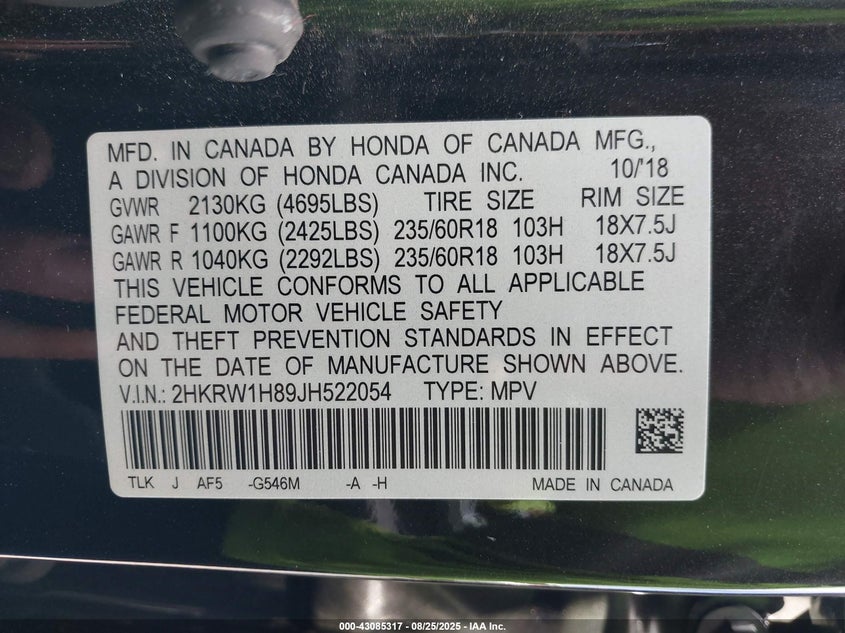 MFD. IN CANADA BY HONDA OF CANADA MFG.,
A DIVISION OF HONDA CANADA INC. 10/'18
GVWR 2130KG (4695LBS) TIRE SIZE RIM SIZE
GAWR F 1100KG (2425LBS) 235/60R18 103H 18X7.5J
GAWR R 1040KG (2292LBS) 235/60R18 103H 18X7.5J
THIS VEHICLE CONFORMS TO ALL APPLICABLE
FEDERAL MOTOR VEHICLE SAFETY
AND THEFT PREVENTION STANDARDS IN EFFECT
ON THE DATE OF MANUFACTURE SHOWN ABOVE.
V.I.N.: 2HKRW1H89JH522054 TYPE: MPV
TLK J AF5 -G546M -A -H MADE IN CANADA
000-43085317 - 08/25/2025 - IAA Inc.